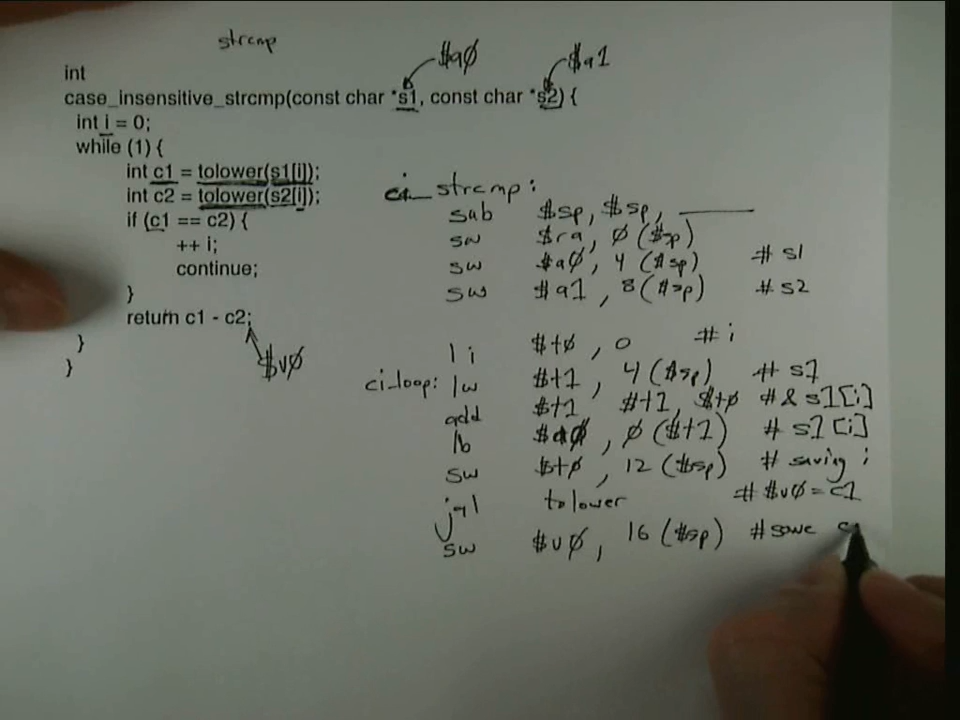 strcmp
$a0
$a1
int
case_insensitive_strcmp(const char *s1, const char *s2) {
int i = 0;
while (1) {
int c1 = tolower(s1[i]);
int c2 = tolower(s2[i]);
if (c1 == c2) {
++ i;
continue;
}
return c1 - c2;
}
}
$v0
ci_strcmp:
sub $sp, $sp, ____
sw $ra, 0($sp)
sw $a0, 4($sp) # s1
sw $a1, 8($sp) # s2
li $t0, 0 # i
ci_loop: lw $t1, 4($sp) # s1
add $t1 $t1, $t0 # & s1[i]
lb $a0, 0($t1) # s1[i]
sw $t0, 12($sp) # saving i
jal tolower # $v0 = c1
sw $v0, 16($sp) # save